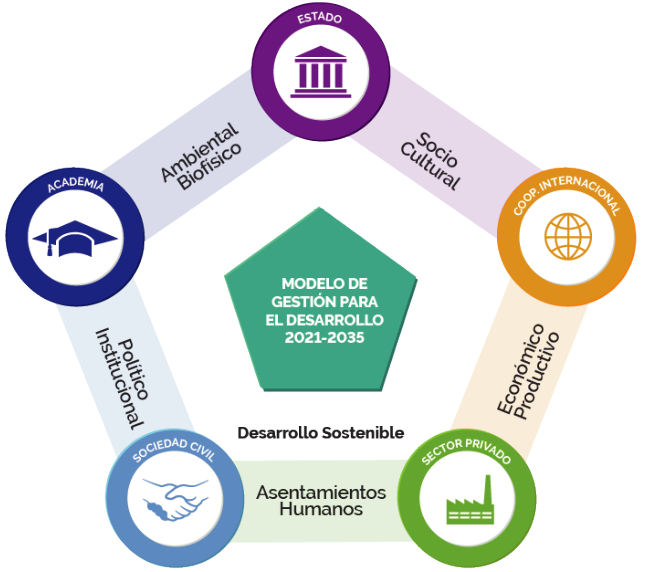 ESTADO
Ambiental
Biofísico
Socio
Cultural
ACADEMIA
COOP. INTERNACIONAL
MODELO DE
GESTIÓN PARA
EL DESARROLLO
2021-2035
Político
Institucional
Económico
Productivo
Desarrollo Sostenible
SOCIEDAD CIVIL
SECTOR PRIVADO
Asentamientos
Humanos